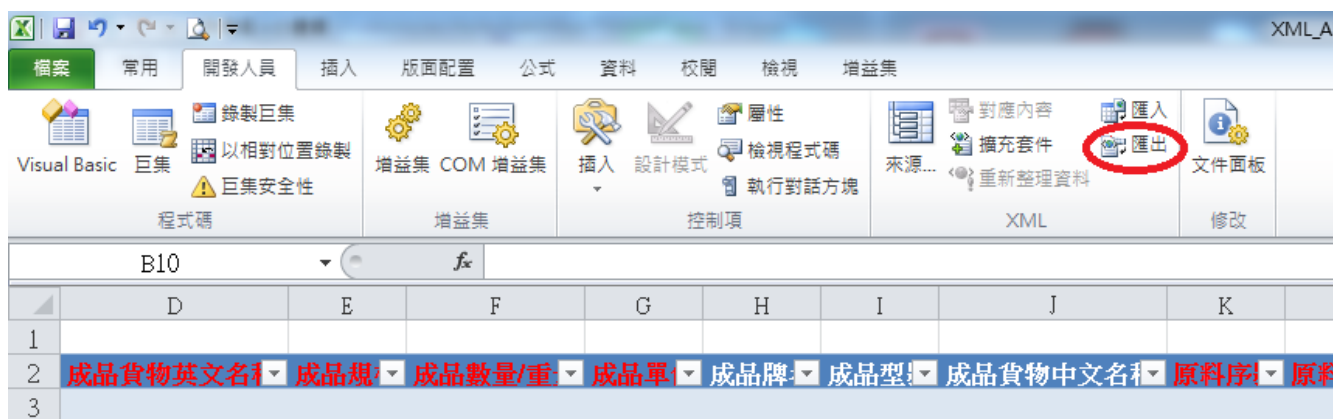 XML_A
檔案 常用 開發人員 插入 版面配置 公式 資料 校閱 檢視 增益集
錄製巨集 屬性 對應內容 匯入
以相對位置錄製 檢視程式碼 擴充套件 匯出
Visual Basic 巨集 增益集 COM 增益集 插入 設計模式 來源... 文件面板
巨集安全性 執行對話方塊 重新整理資料
程式碼 增益集 控制項 XML 修改
B10 fx
D E F G H I J K
1
2 成品貨物英文名 成品規 成品數量/重 成品單 成品牌 成品型 成品貨物中文名 原料序 原料
3